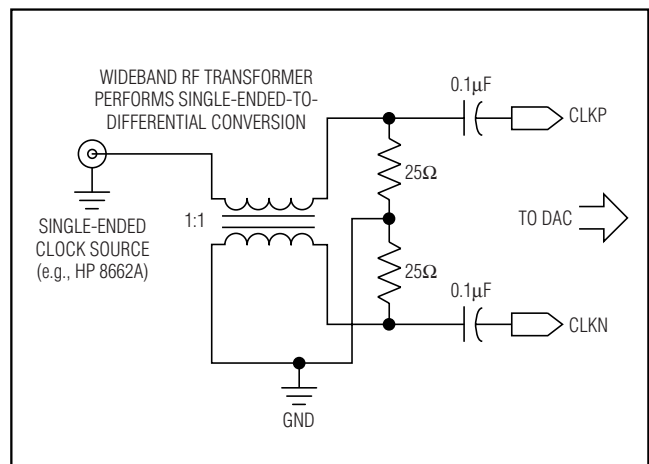 WIDEBAND RF TRANSFORMER
PERFORMS SINGLE-ENDED-TO-
DIFFERENTIAL CONVERSION
0.1μF
CLKP
25Ω
SINGLE-ENDED
CLOCK SOURCE
(e.g., HP 8662A)
1:1
TO DAC
25Ω
0.1μF
CLKN
GND